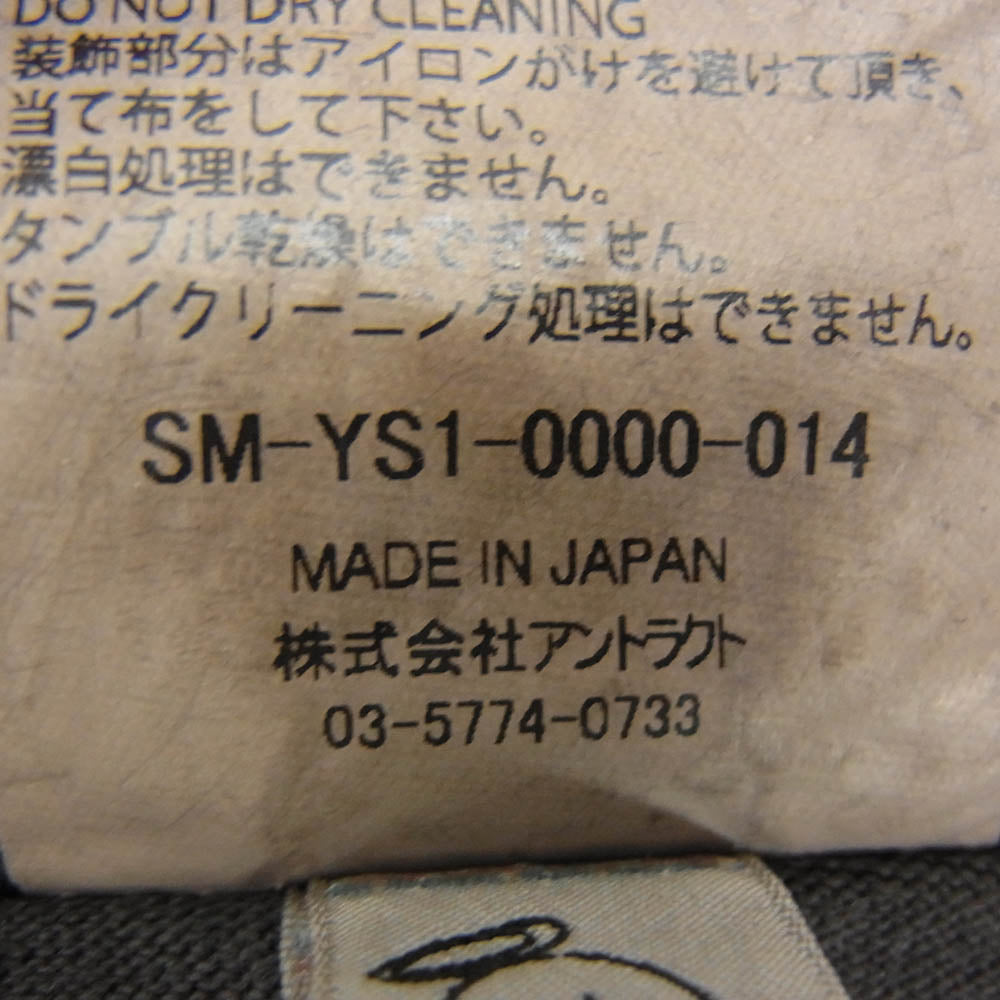 DO NOT DRY CLEANING
装飾部分はアイロンがけを避けて頂き、
当て布をして下さい。
漂白処理はできません。
タンブル乾燥はできません。
ドライクリーニング処理はできません。
SM-YS1-0000-014
MADE IN JAPAN
株式会社アントラクト
03-5774-0733